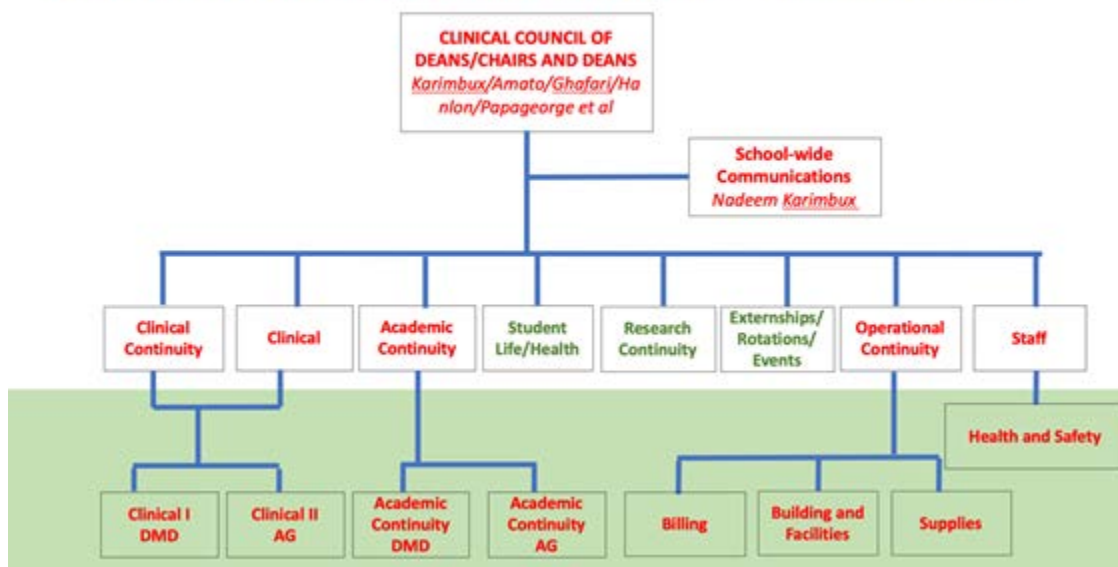 CLINICAL COUNCIL OF
DEANS/CHAIRS AND DEANS
Karimbux/Amato/Ghafari/Ha
nlon/Papageorge et al
School-wide
Communications
Nadeem Karimbux
Clinical
Continuity
Clinical
Academic
Continuity
Student
Life/Health
Research
Continuity
Externships/
Rotations/
Events
Operational
Continuity
Staff
Health and Safety
Clinical I
DMD
Clinical II
AG
Academic
Continuity
DMD
Academic
Continuity
AG
Billing
Building and
Facilities
Supplies